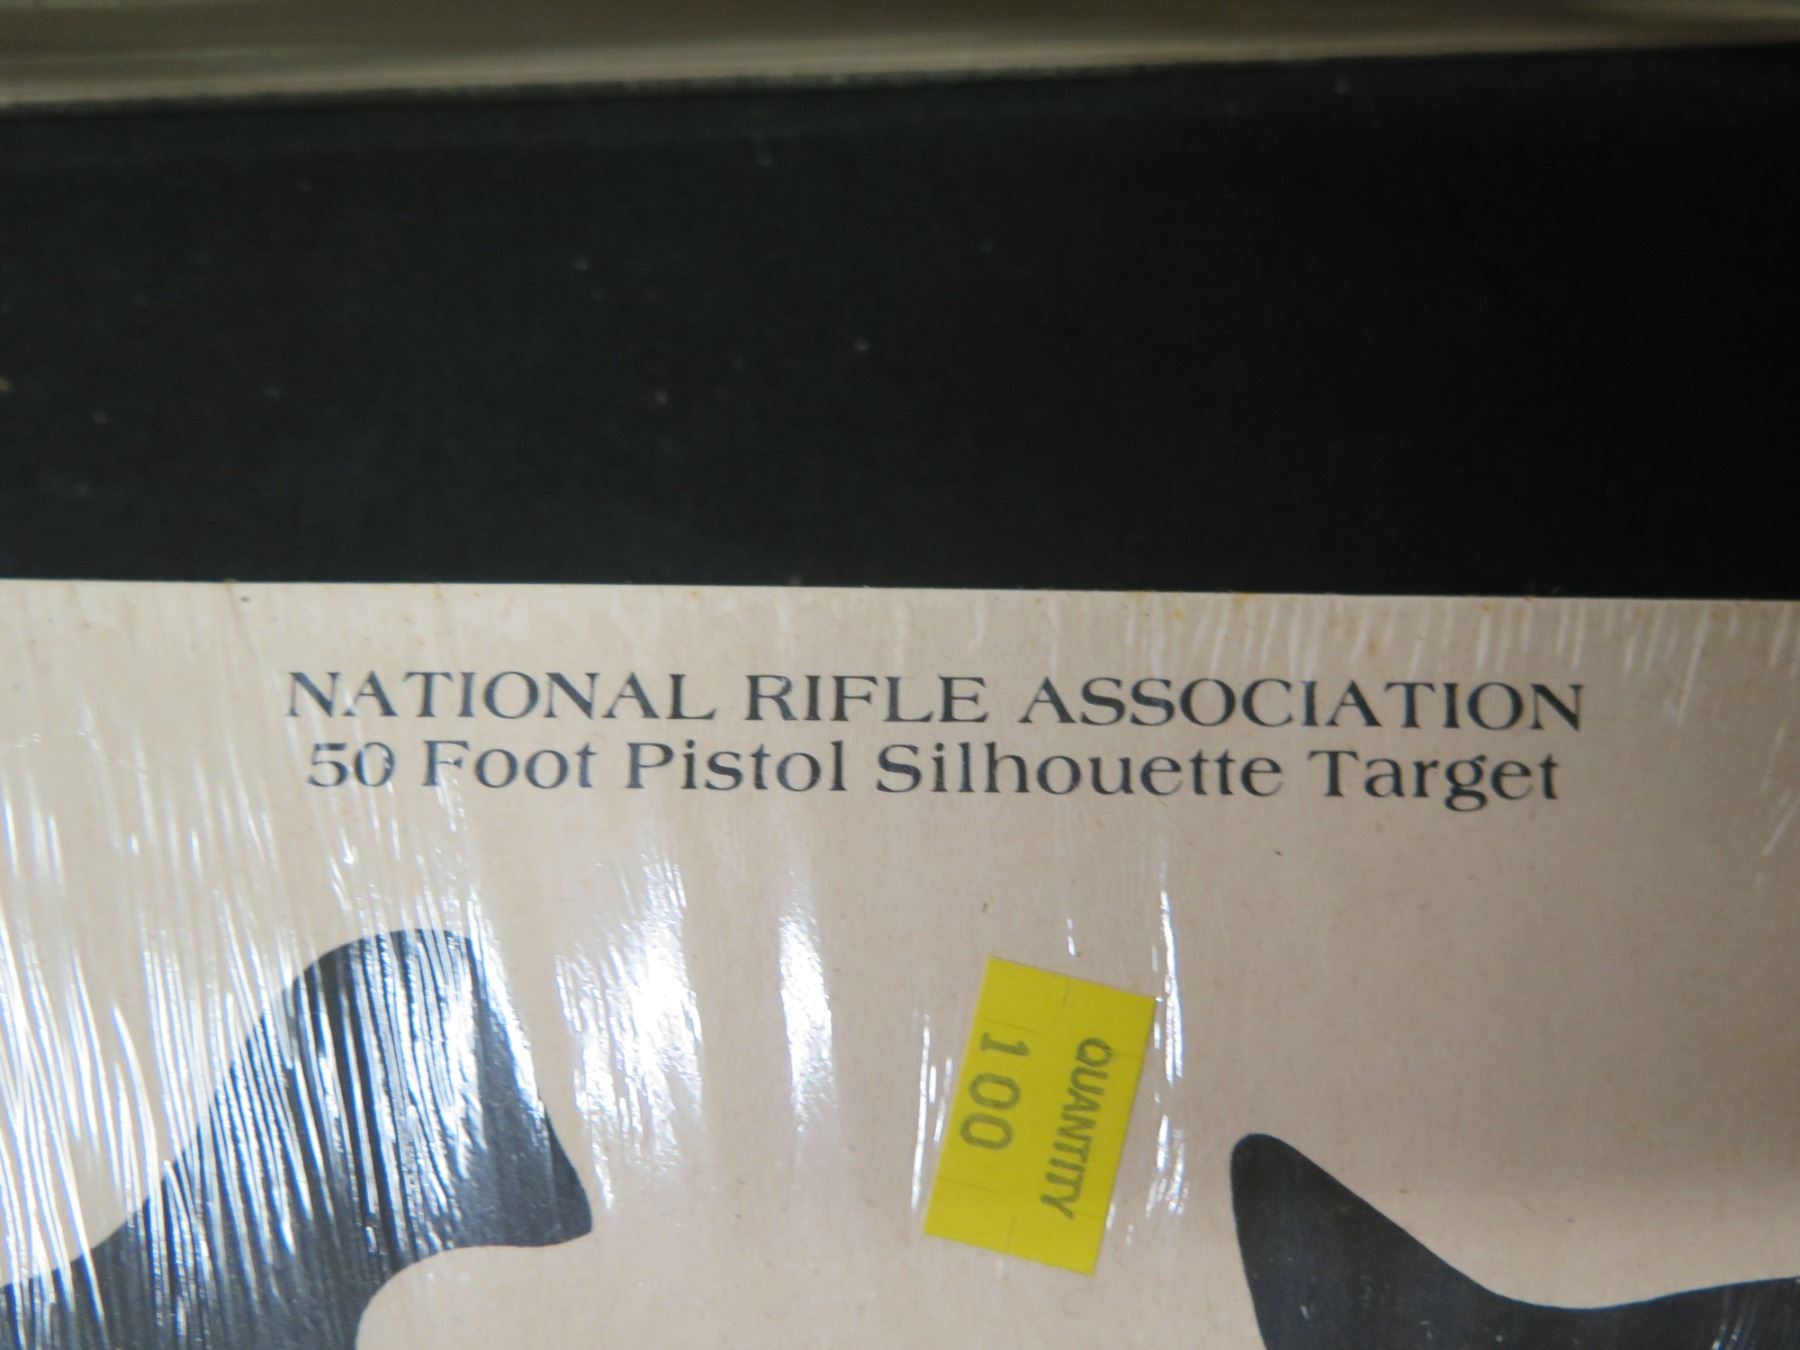 NATIONAL RIFLE ASSOCIATION
50 Foot Pistol Silhouette Target
QUANTITY
100